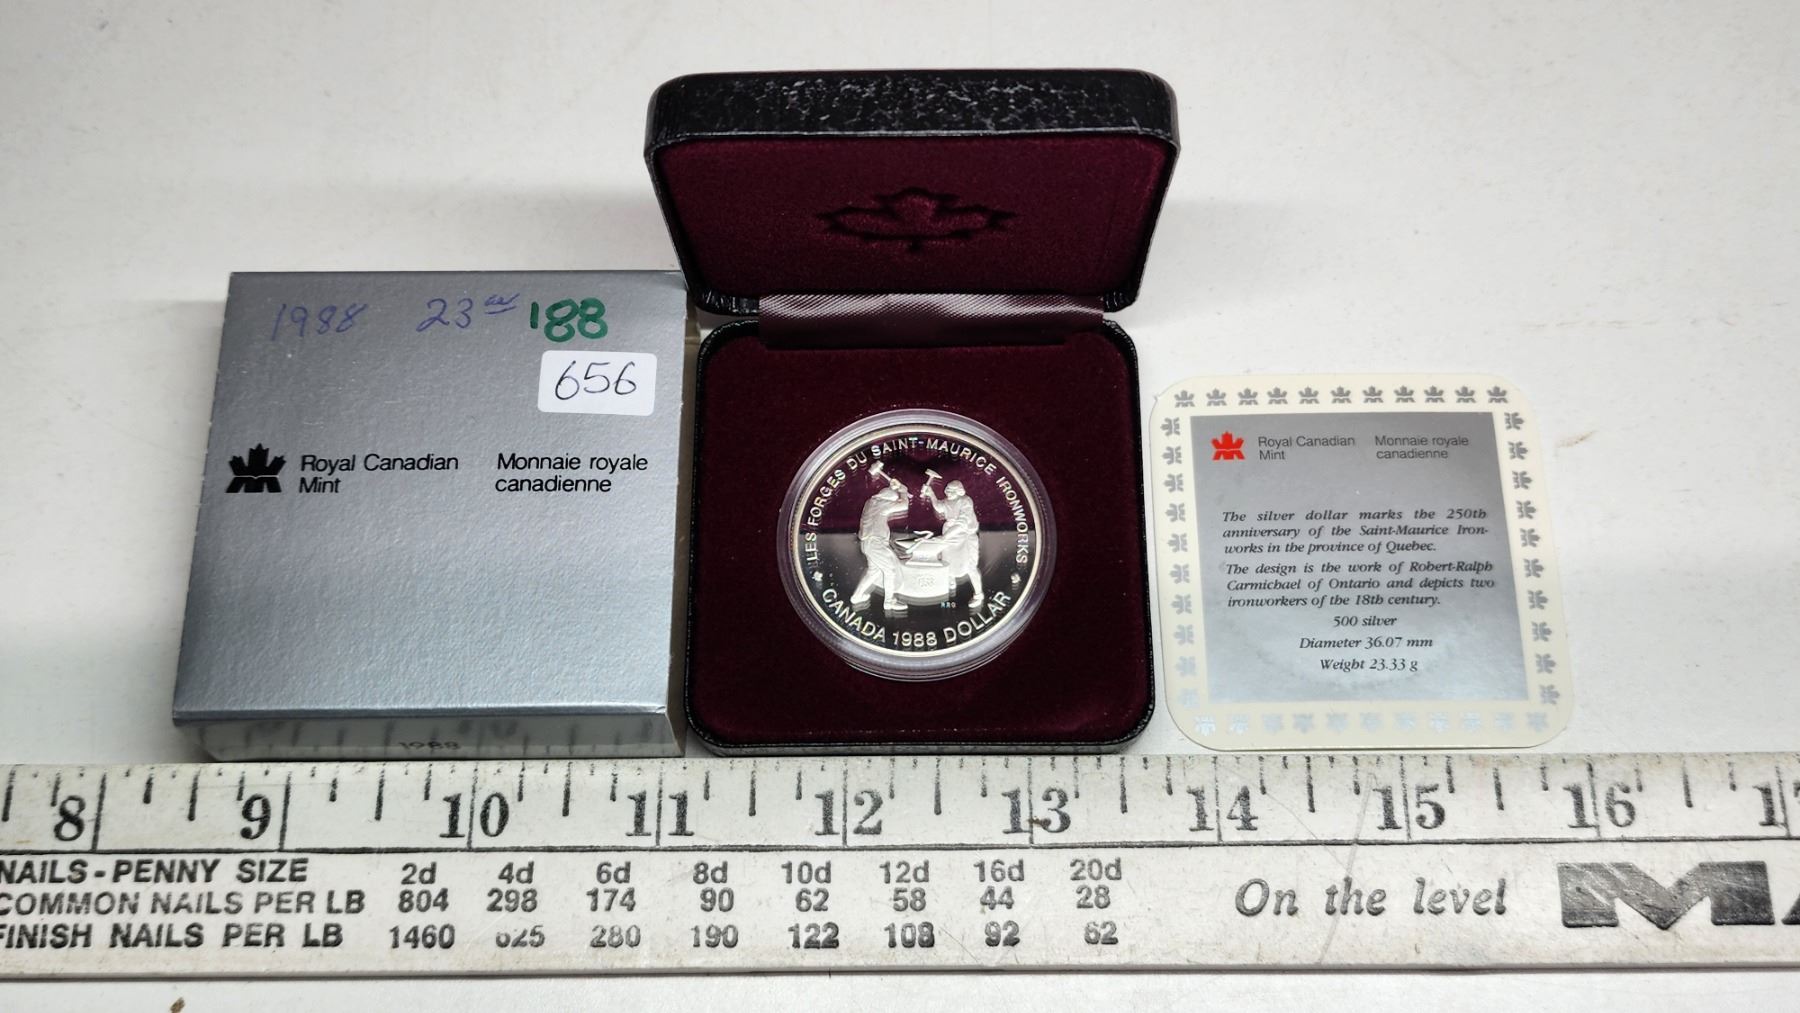 1988 23 188
656
Royal Canadian Mint
Monnaie royale canadienne
1988
LES FORGES DU SAINT-MAURICE IRONWORKS
1738
RRC
CANADA 1988 DOLLAR
Royal Canadian Mint
Monnaie royale canadienne
The silver dollar marks the 250th
anniversary of the Saint-Maurice Iron-
works in the province of Quebec.
The design is the work of Robert-Ralph
Carmichael of Ontario and depicts two
ironworkers of the 18th century.
500 silver
Diameter 36.07 mm
Weight 23.33 g
8 9 10 11 12 13 14 15 16 17
NAILS-PENNY SIZE 2d 4d 6d 8d 10d 12d 16d 20d
COMMON NAILS PER LB 804 298 174 90 62 58 44 28
FINISH NAILS PER LB 1460 625 280 190 122 108 92 62
On the level